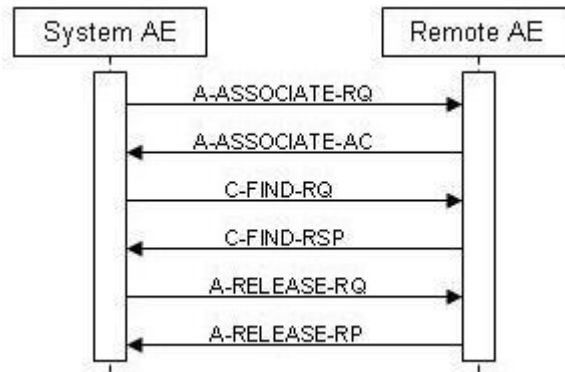 System AE
Remote AE
A-ASSOCIATE-RQ
A-ASSOCIATE-AC
C-FIND-RQ
C-FIND-RSP
A-RELEASE-RQ
A-RELEASE-RP